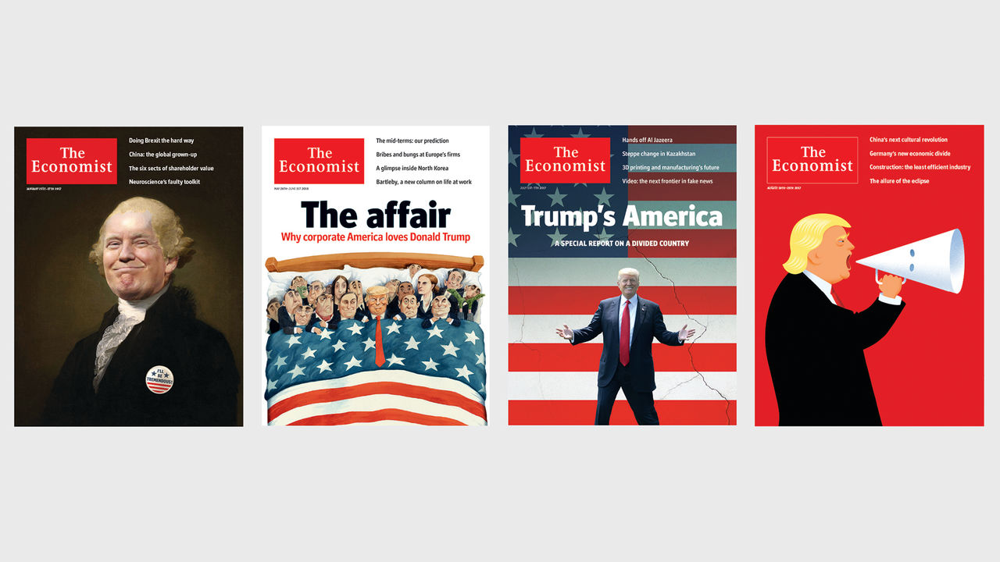 The
Economist
JANUARY 21ST–27TH 2017
Doing Brexit the hard way
China: the global grown-up
The six sects of shareholder value
Neuroscience's faulty toolkit
I'LL
BE
TREMENDOUS!
The
Economist
MAY 26TH–JUNE 1ST 2018
The mid-terms: our prediction
Bribes and bungs at Europe's firms
A glimpse inside North Korea
Bartleby, a new column on life at work
The affair
Why corporate America loves Donald Trump
The
Economist
JULY 1ST–7TH 2017
Hands off Al Jazeera
Steppe change in Kazakhstan
3D printing and manufacturing's future
Video: the next frontier in fake news
Trump's America
A SPECIAL REPORT ON A DIVIDED COUNTRY
The
Economist
AUGUST 19TH–25TH 2017
China's next cultural revolution
Germany's new economic divide
Construction: the least efficient industry
The allure of the eclipse